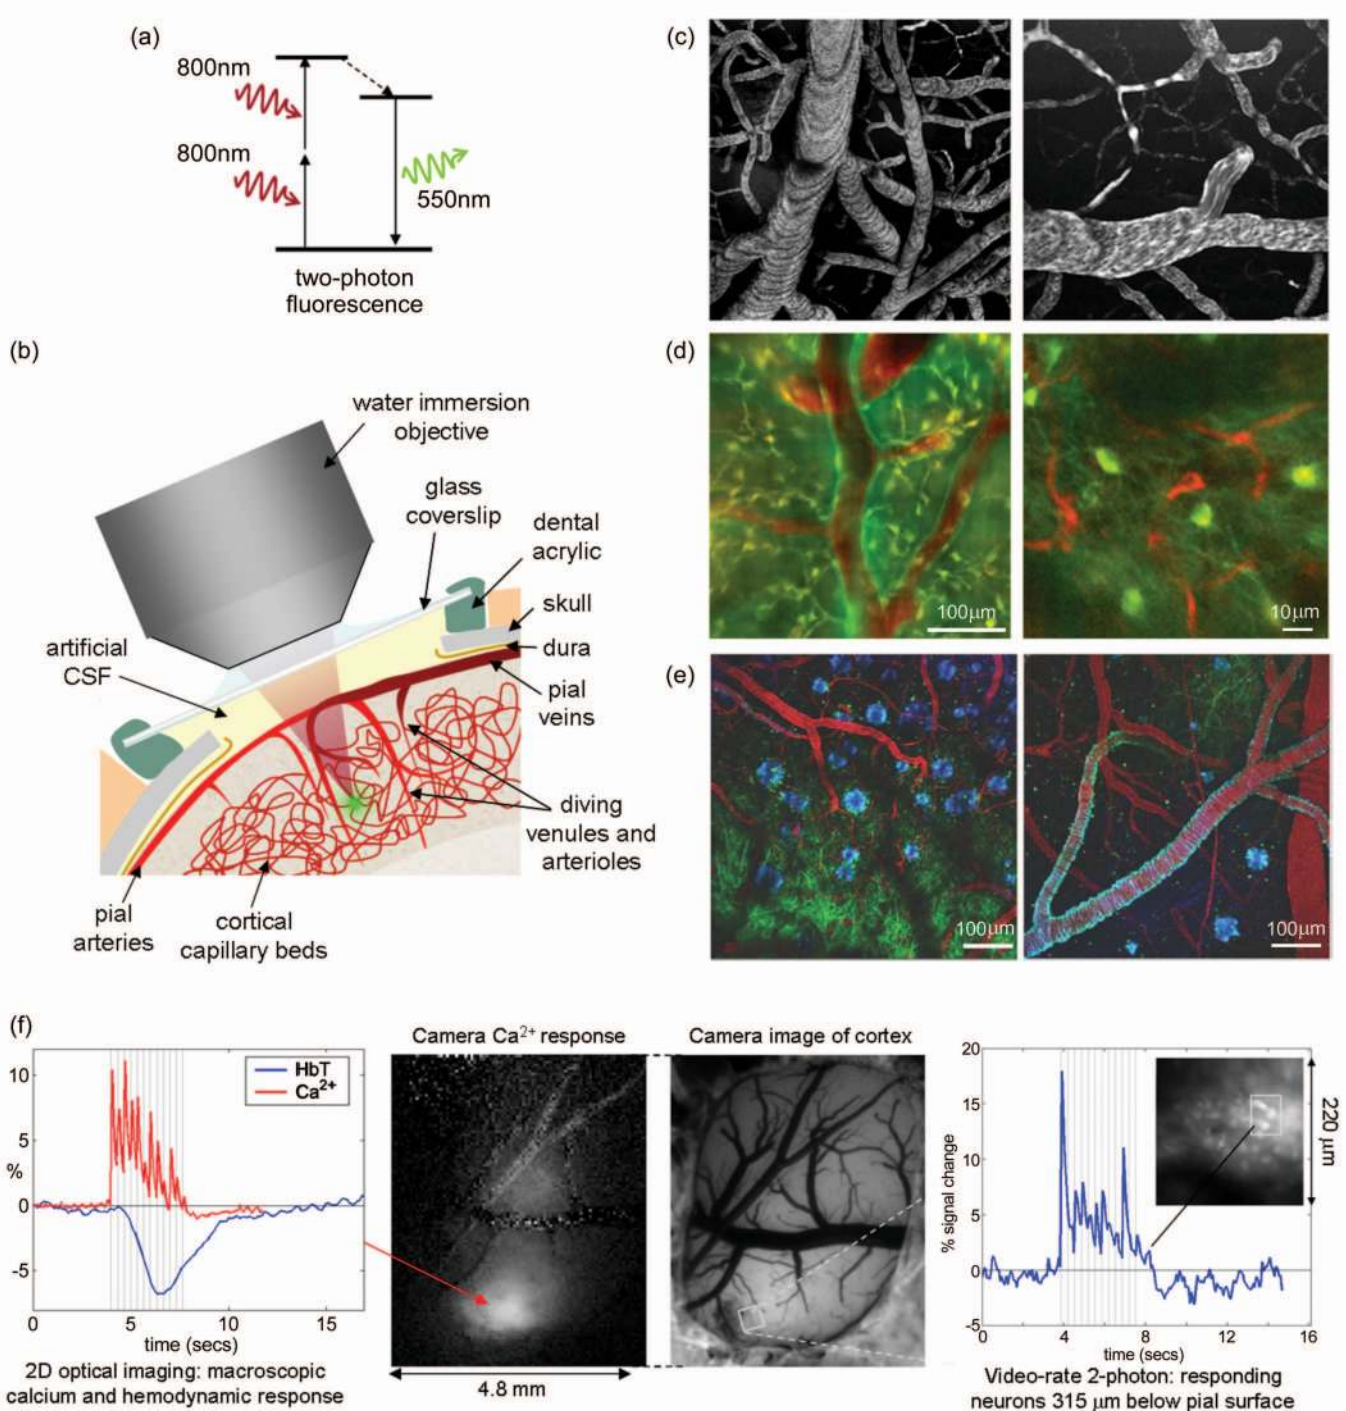 (a)
800nm
800nm
550nm
two-photon
fluorescence
(b)
water immersion
objective
glass
coverslip
dental
acrylic
skull
dura
artificial
CSF
pial
veins
diving
venules and
arterioles
pial
arteries
cortical
capillary beds
(c)
(d)
100μm
10μm
(e)
100μm
100μm
(f)
10
5
%
0
-5
HbT
Ca2+
0
5
10
15
time (secs)
2D optical imaging: macroscopic
calcium and hemodynamic response
Camera Ca2+ response
4.8 mm
Camera image of cortex
20
15
10
5
0
-5
% signal change
220 μm
0
4
8
12
16
time (secs)
Video-rate 2-photon: responding
neurons 315 μm below pial surface